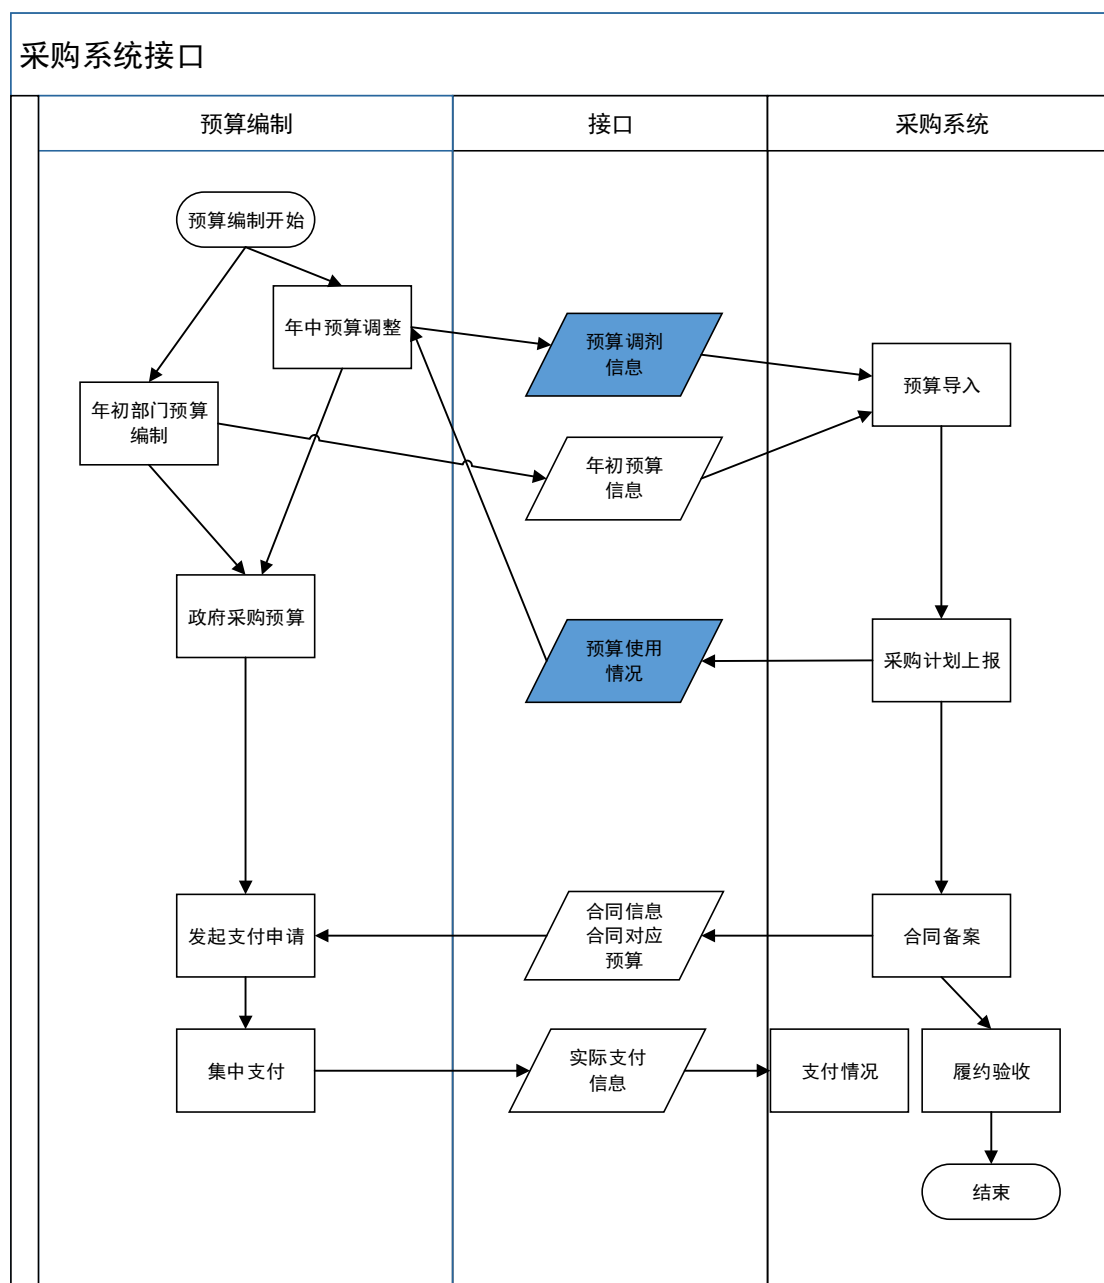 采购系统接口
预算编制
接口
采购系统
预算编制开始
年中预算调整
预算调剂
信息
预算导入
年初部门预算
编制
年初预算
信息
政府采购预算
预算使用
情况
采购计划上报
发起支付申请
合同信息
合同对应
预算
合同备案
集中支付
实际支付
信息
支付情况
履约验收
结束